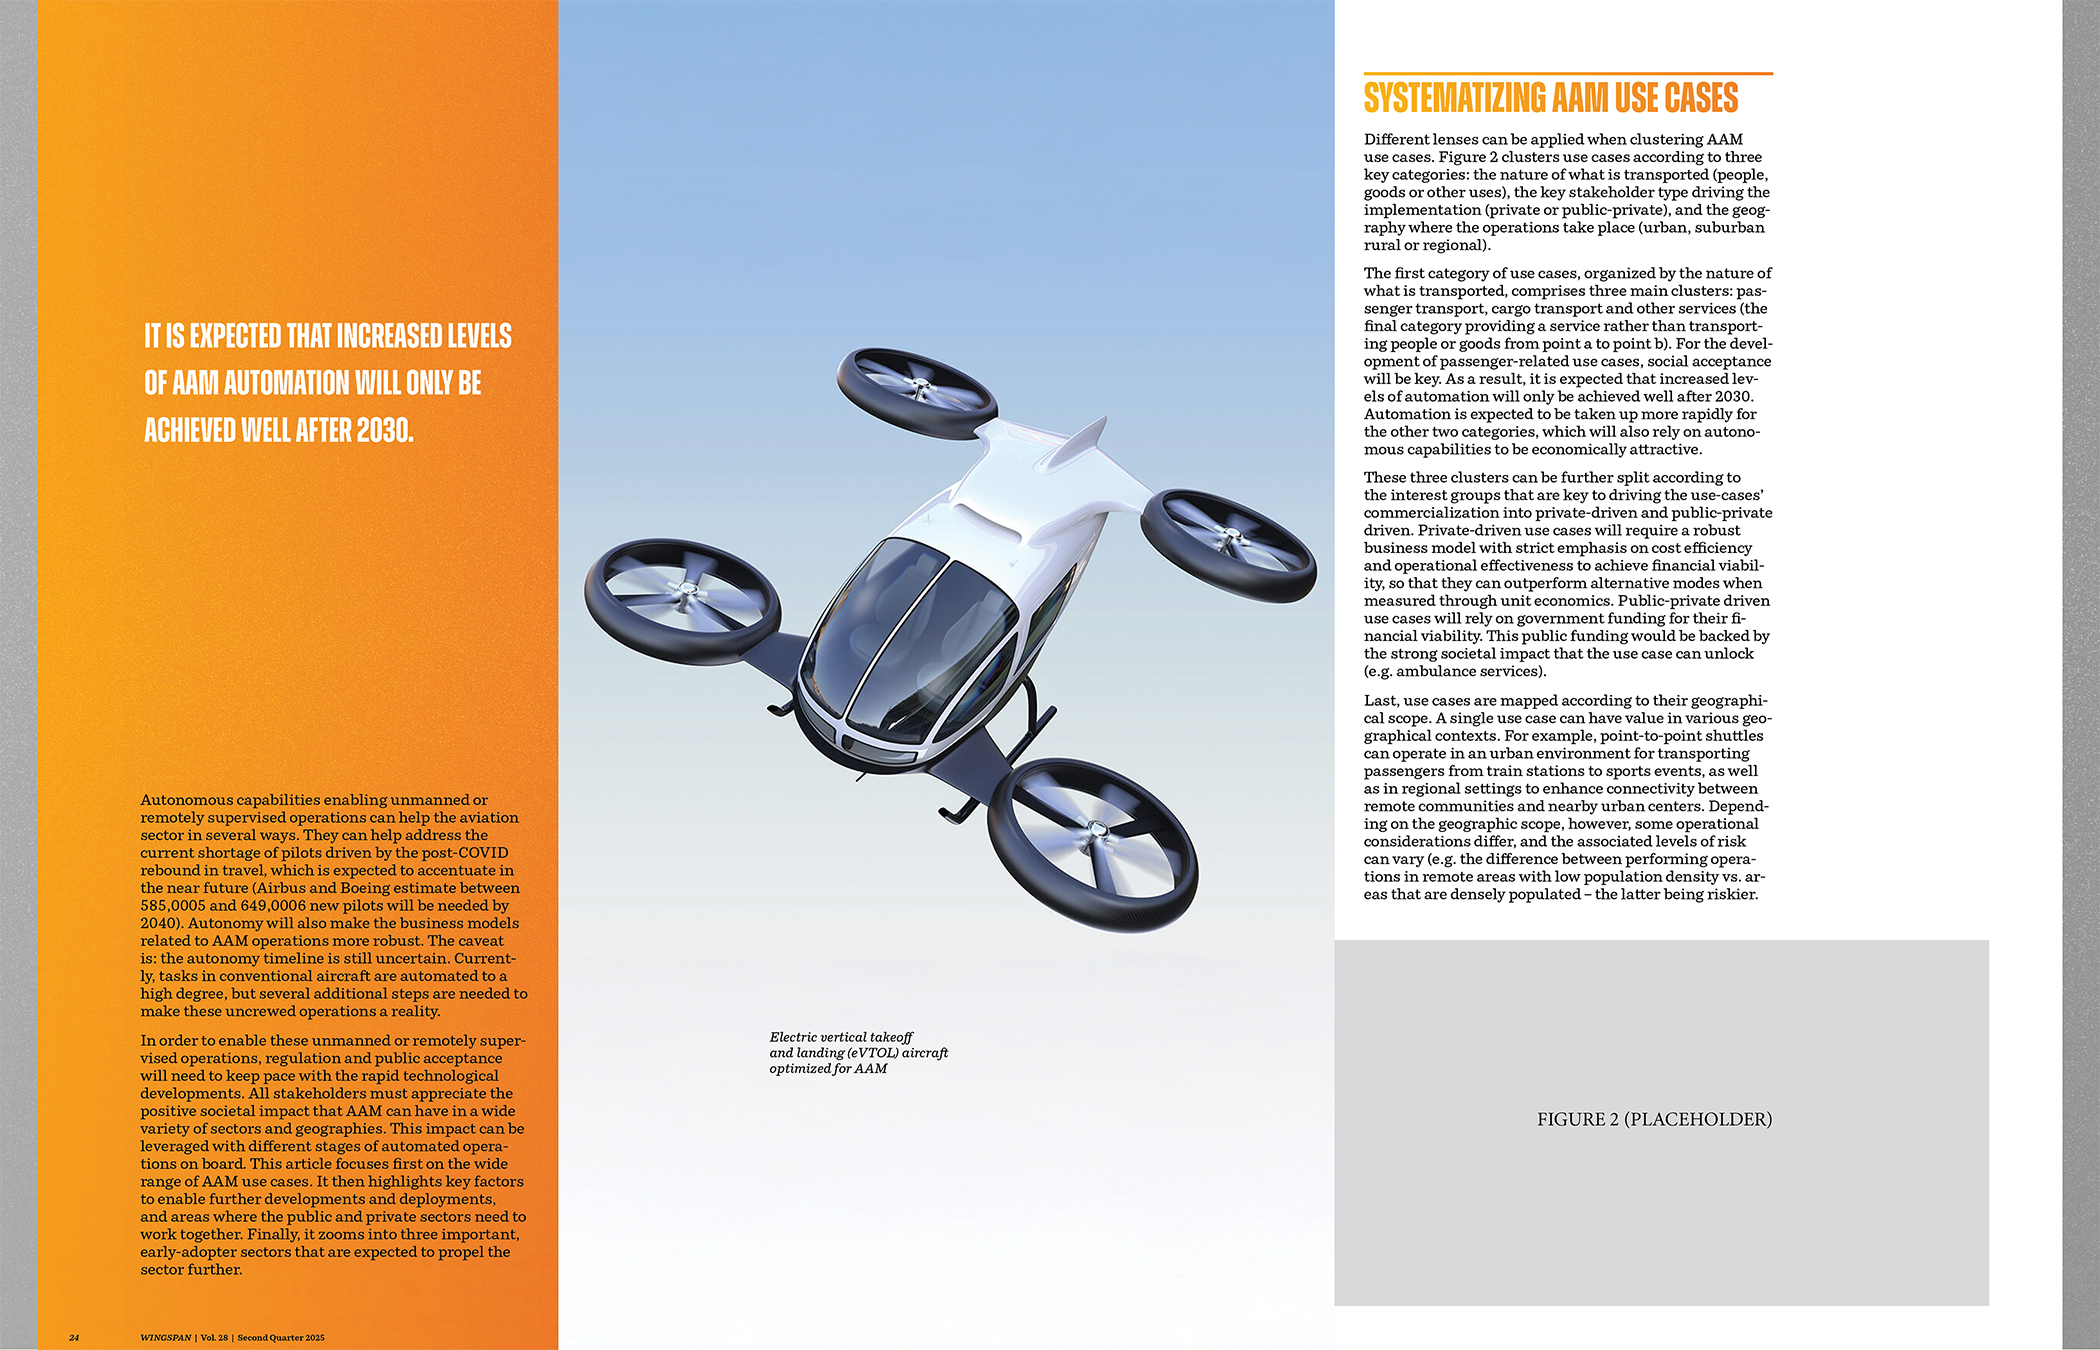 IT IS EXPECTED THAT INCREASED LEVELS
OF AAM AUTOMATION WILL ONLY BE
ACHIEVED WELL AFTER 2030.
Autonomous capabilities enabling unmanned or
remotely supervised operations can help the aviation
sector in several ways. They can help address the
current shortage of pilots driven by the post-COVID
rebound in travel, which is expected to accentuate in
the near future (Airbus and Boeing estimate between
585,0005 and 649,0006 new pilots will be needed by
2040). Autonomy will also make the business models
related to AAM operations more robust. The caveat
is: the autonomy timeline is still uncertain. Current-
ly, tasks in conventional aircraft are automated to a
high degree, but several additional steps are needed to
make these uncrewed operations a reality.
In order to enable these unmanned or remotely super-
vised operations, regulation and public acceptance
will need to keep pace with the rapid technological
developments. All stakeholders must appreciate the
positive societal impact that AAM can have in a wide
variety of sectors and geographies. This impact can be
leveraged with different stages of automated opera-
tions on board. This article focuses first on the wide
range of AAM use cases. It then highlights key factors
to enable further developments and deployments,
and areas where the public and private sectors need to
work together. Finally, it zooms into three important,
early-adopter sectors that are expected to propel the
sector further.
24 WINGSPAN | Vol. 28 | Second Quarter 2025
Electric vertical takeoff
and landing (eVTOL) aircraft
optimized for AAM
SYSTEMATIZING AAM USE CASES
Different lenses can be applied when clustering AAM
use cases. Figure 2 clusters use cases according to three
key categories: the nature of what is transported (people,
goods or other uses), the key stakeholder type driving the
implementation (private or public-private), and the geog-
raphy where the operations take place (urban, suburban
rural or regional).
The first category of use cases, organized by the nature of
what is transported, comprises three main clusters: pas-
senger transport, cargo transport and other services (the
final category providing a service rather than transport-
ing people or goods from point a to point b). For the devel-
opment of passenger-related use cases, social acceptance
will be key. As a result, it is expected that increased lev-
els of automation will only be achieved well after 2030.
Automation is expected to be taken up more rapidly for
the other two categories, which will also rely on autono-
mous capabilities to be economically attractive.
These three clusters can be further split according to
the interest groups that are key to driving the use-cases’
commercialization into private-driven and public-private
driven. Private-driven use cases will require a robust
business model with strict emphasis on cost efficiency
and operational effectiveness to achieve financial viabil-
ity, so that they can outperform alternative modes when
measured through unit economics. Public-private driven
use cases will rely on government funding for their fi-
nancial viability. This public funding would be backed by
the strong societal impact that the use case can unlock
(e.g. ambulance services).
Last, use cases are mapped according to their geographi-
cal scope. A single use case can have value in various geo-
graphical contexts. For example, point-to-point shuttles
can operate in an urban environment for transporting
passengers from train stations to sports events, as well
as in regional settings to enhance connectivity between
remote communities and nearby urban centers. Depend-
ing on the geographic scope, however, some operational
considerations differ, and the associated levels of risk
can vary (e.g. the difference between performing opera-
tions in remote areas with low population density vs. ar-
eas that are densely populated – the latter being riskier.
FIGURE 2 (PLACEHOLDER)